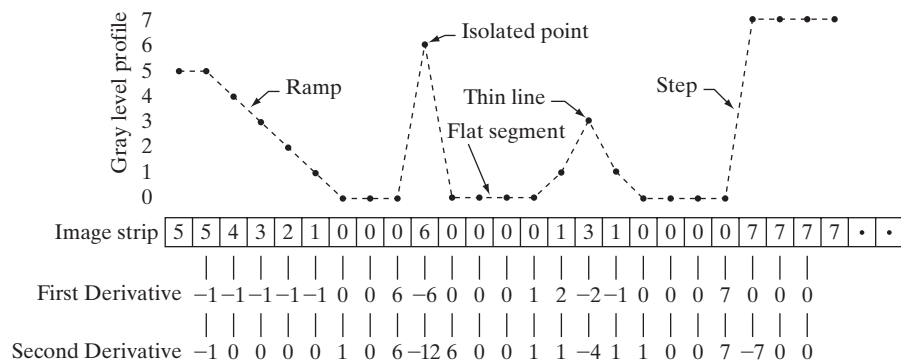 Gray level profile
7
6
5
4
3
2
1
0
Isolated point
Ramp
Thin line
Flat segment
Step
Image strip 5 5 4 3 2 1 0 0 0 6 0 0 0 0 1 3 1 0 0 0 0 7 7 7 7 • •
First Derivative −1 −1 −1 −1 −1 0 0 6 −6 0 0 0 1 2 −2 −1 0 0 0 7 0 0 0
Second Derivative −1 0 0 0 0 1 0 6 −12 6 0 0 1 1 −4 1 1 0 0 7 −7 0 0